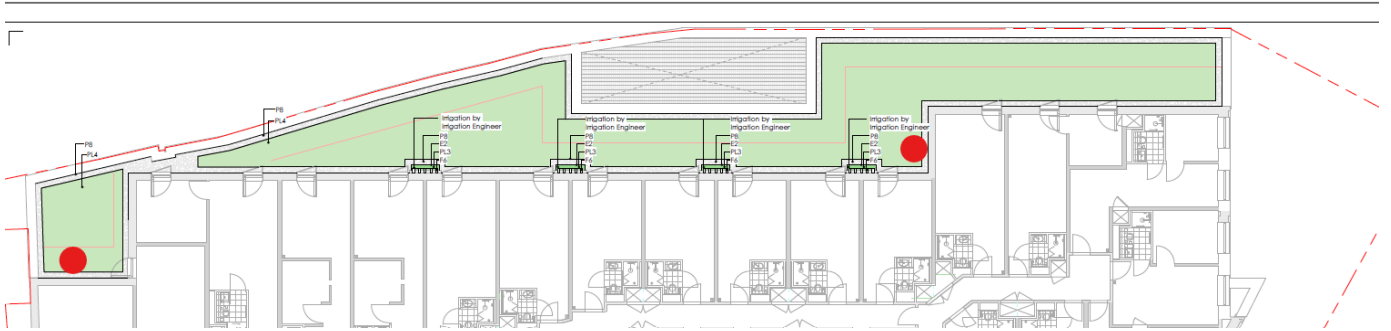 P8
PL4
P8
PL4
Irrigation by
Irrigation Engineer
P8
E2
PL3
F6
Irrigation by
Irrigation Engineer
P8
E2
PL3
F6
Irrigation by
Irrigation Engineer
P8
E2
PL3
F6
Irrigation by
Irrigation Engineer
P8
E2
PL3
F6